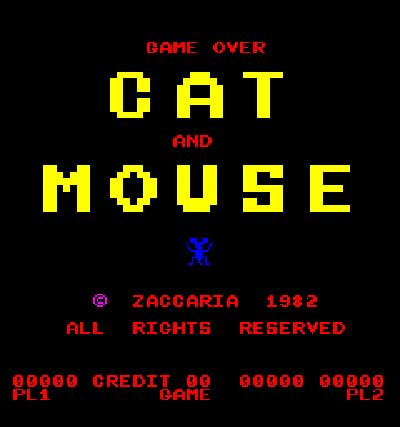 GAME OVER
CAT
AND
MOUSE
© ZACCARIA 1982
ALL RIGHTS RESERVED
00000 CREDIT 00 00000 00000
PL1 GAME PL2